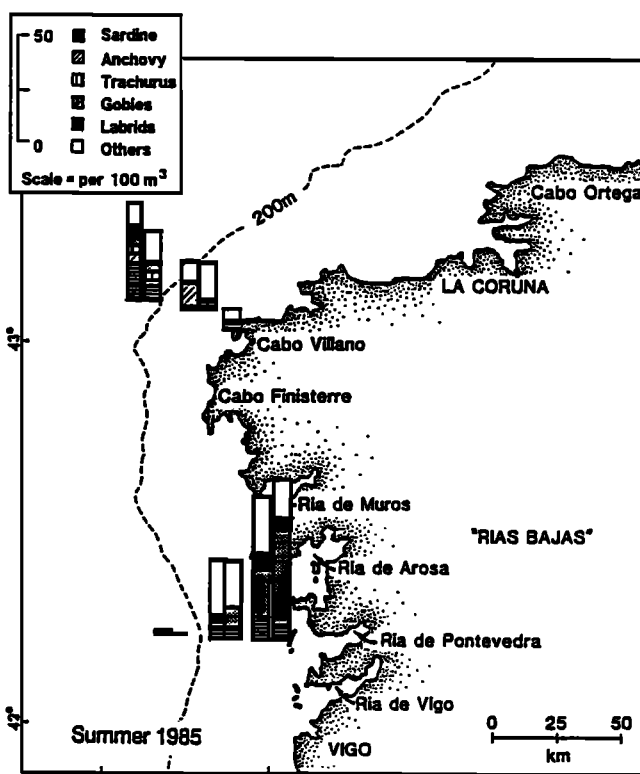 50
Sardine
Anchovy
Trachurus
Gobies
Labrids
0
Others
Scale = per 100 m³
200m
Cabo Ortega
LA CORUNA
43°
Cabo Villano
Cabo Finisterre
Ria de Muros
"RIAS BAJAS"
Ria de Arosa
Ria de Pontevedra
Ria de Vigo
42°
Summer 1985
VIGO
0 25 50
km